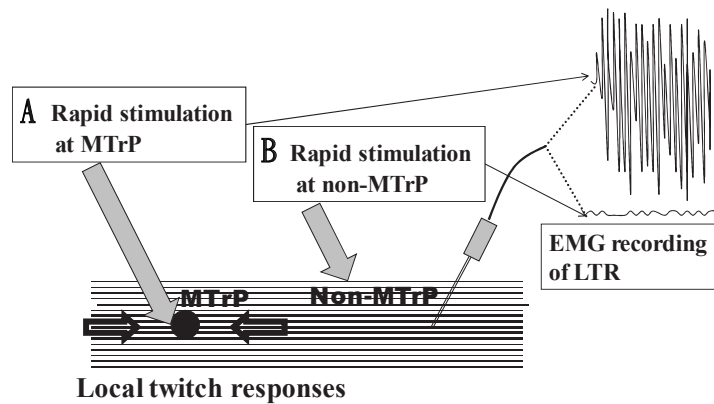 A Rapid stimulation
at MTrP
B Rapid stimulation
at non-MTrP
EMG recording
of LTR
MTrP
Non-MTrP
Local twitch responses